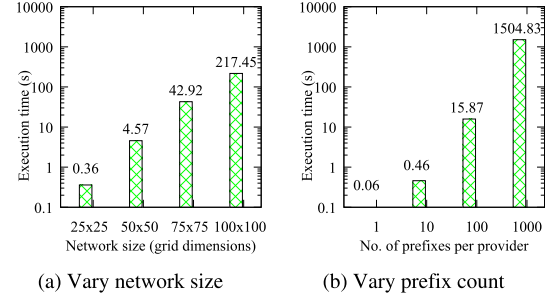 10000
1000
100
10
1
0.1
Execution time (s)
0.36
4.57
42.92
217.45
25x25 50x50 75x75 100x100
Network size (grid dimensions)
(a) Vary network size
10000
1000
100
10
1
0.1
Execution time (s)
0.06
0.46
15.87
1504.83
1 10 100 1000
No. of prefixes per provider
(b) Vary prefix count